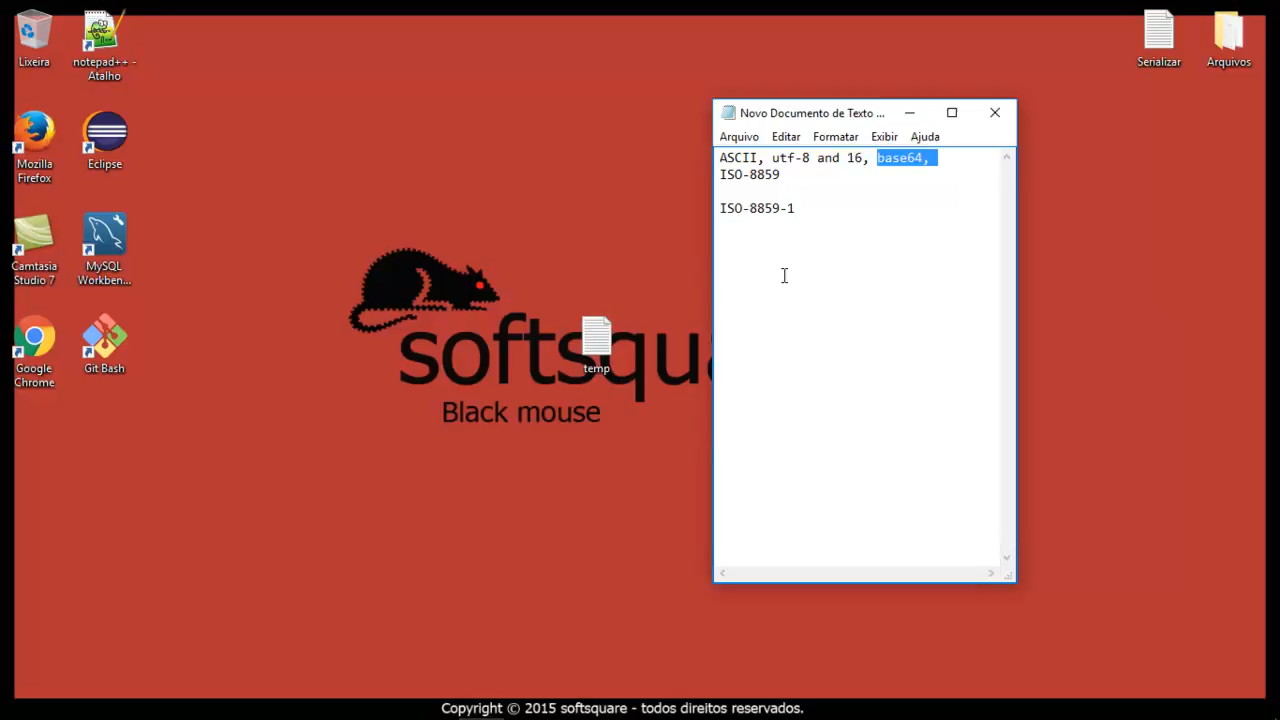 Lixeira
notepad++ -
Atalho
Serializar
Arquivos
Mozilla
Firefox
Eclipse
Camtasia
Studio 7
MySQL
Workben...
Google
Chrome
Git Bash
temp
softsqua
Black mouse
Novo Documento de Texto ...
Arquivo Editar Formatar Exibir Ajuda
ASCII, utf-8 and 16, base64,
ISO-8859
ISO-8859-1
Copyright © 2015 softsquare - todos direitos reservados.